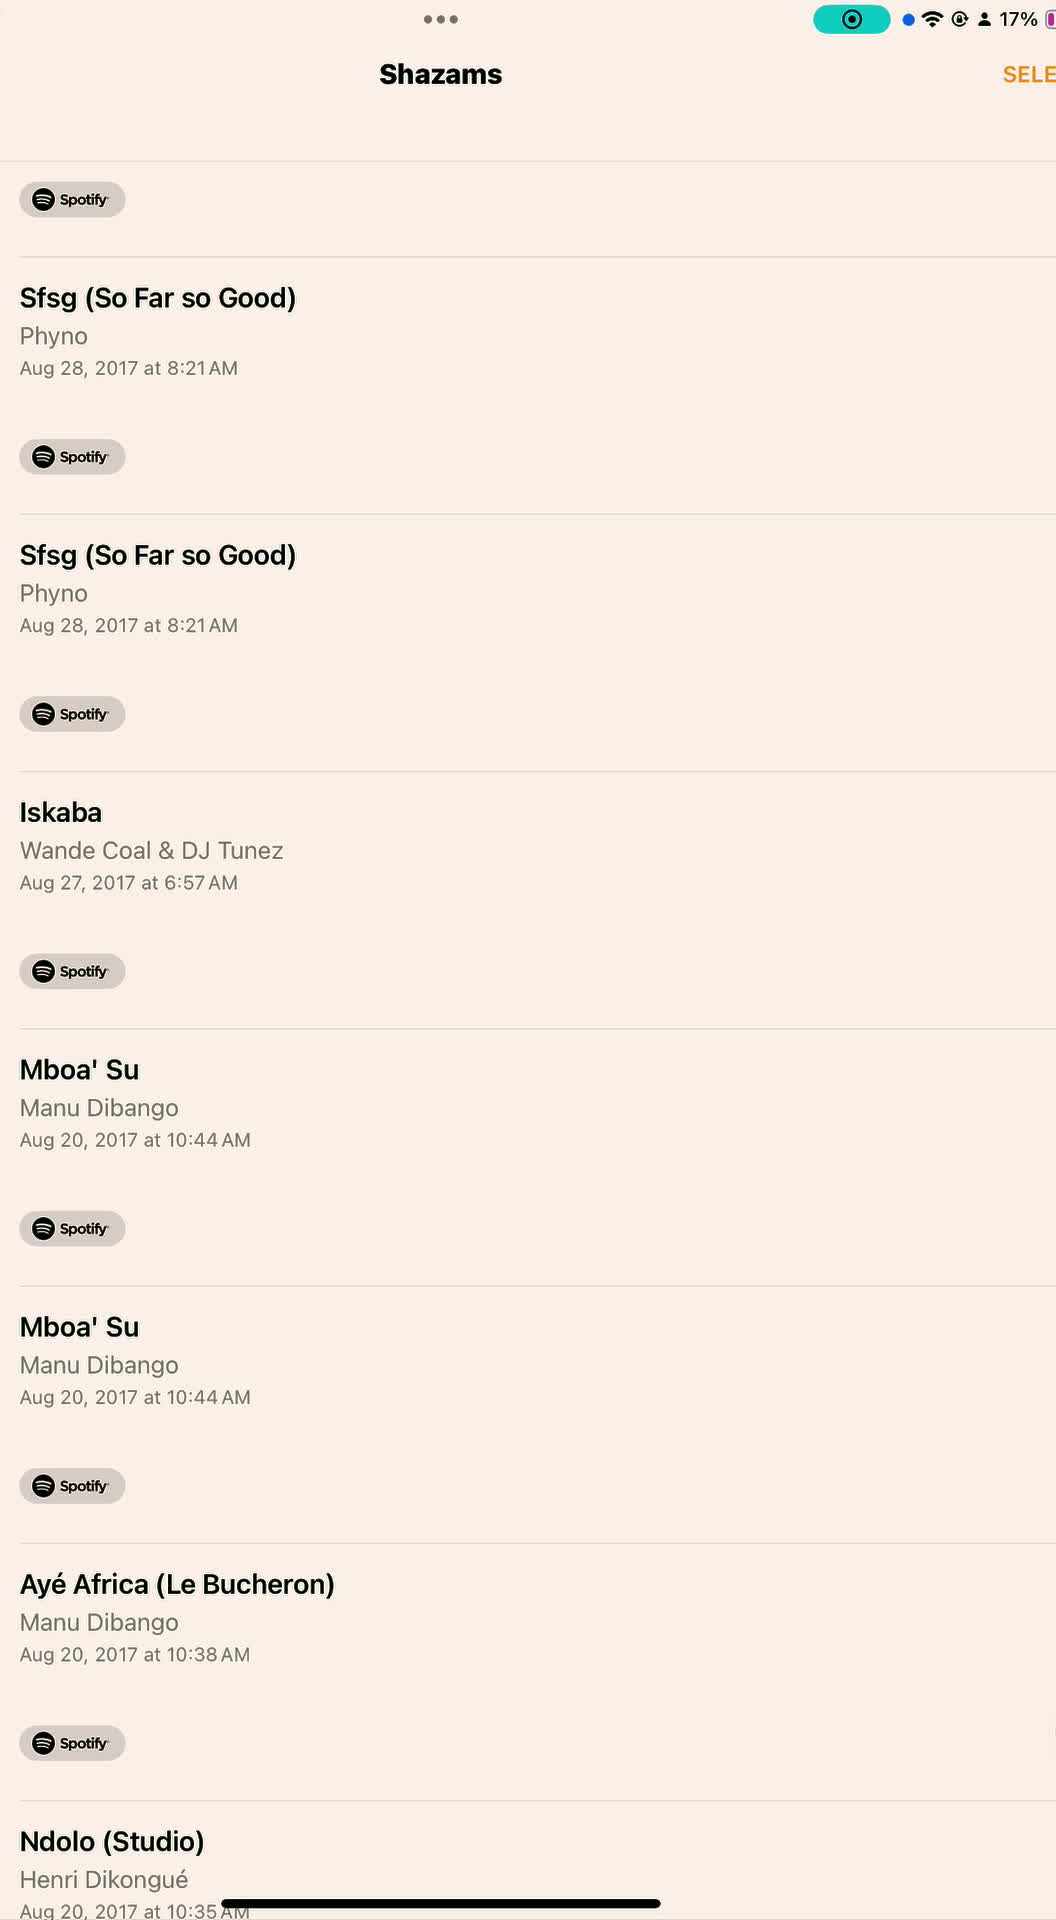 17%
Shazams
SELE
Spotify
Sfsg (So Far so Good)
Phyno
Aug 28, 2017 at 8:21 AM
Spotify
Sfsg (So Far so Good)
Phyno
Aug 28, 2017 at 8:21 AM
Spotify
Iskaba
Wande Coal & DJ Tunez
Aug 27, 2017 at 6:57 AM
Spotify
Mboa' Su
Manu Dibango
Aug 20, 2017 at 10:44 AM
Spotify
Mboa' Su
Manu Dibango
Aug 20, 2017 at 10:44 AM
Spotify
Ayé Africa (Le Bucheron)
Manu Dibango
Aug 20, 2017 at 10:38 AM
Spotify
Ndolo (Studio)
Henri Dikongué
Aug 20, 2017 at 10:35 AM